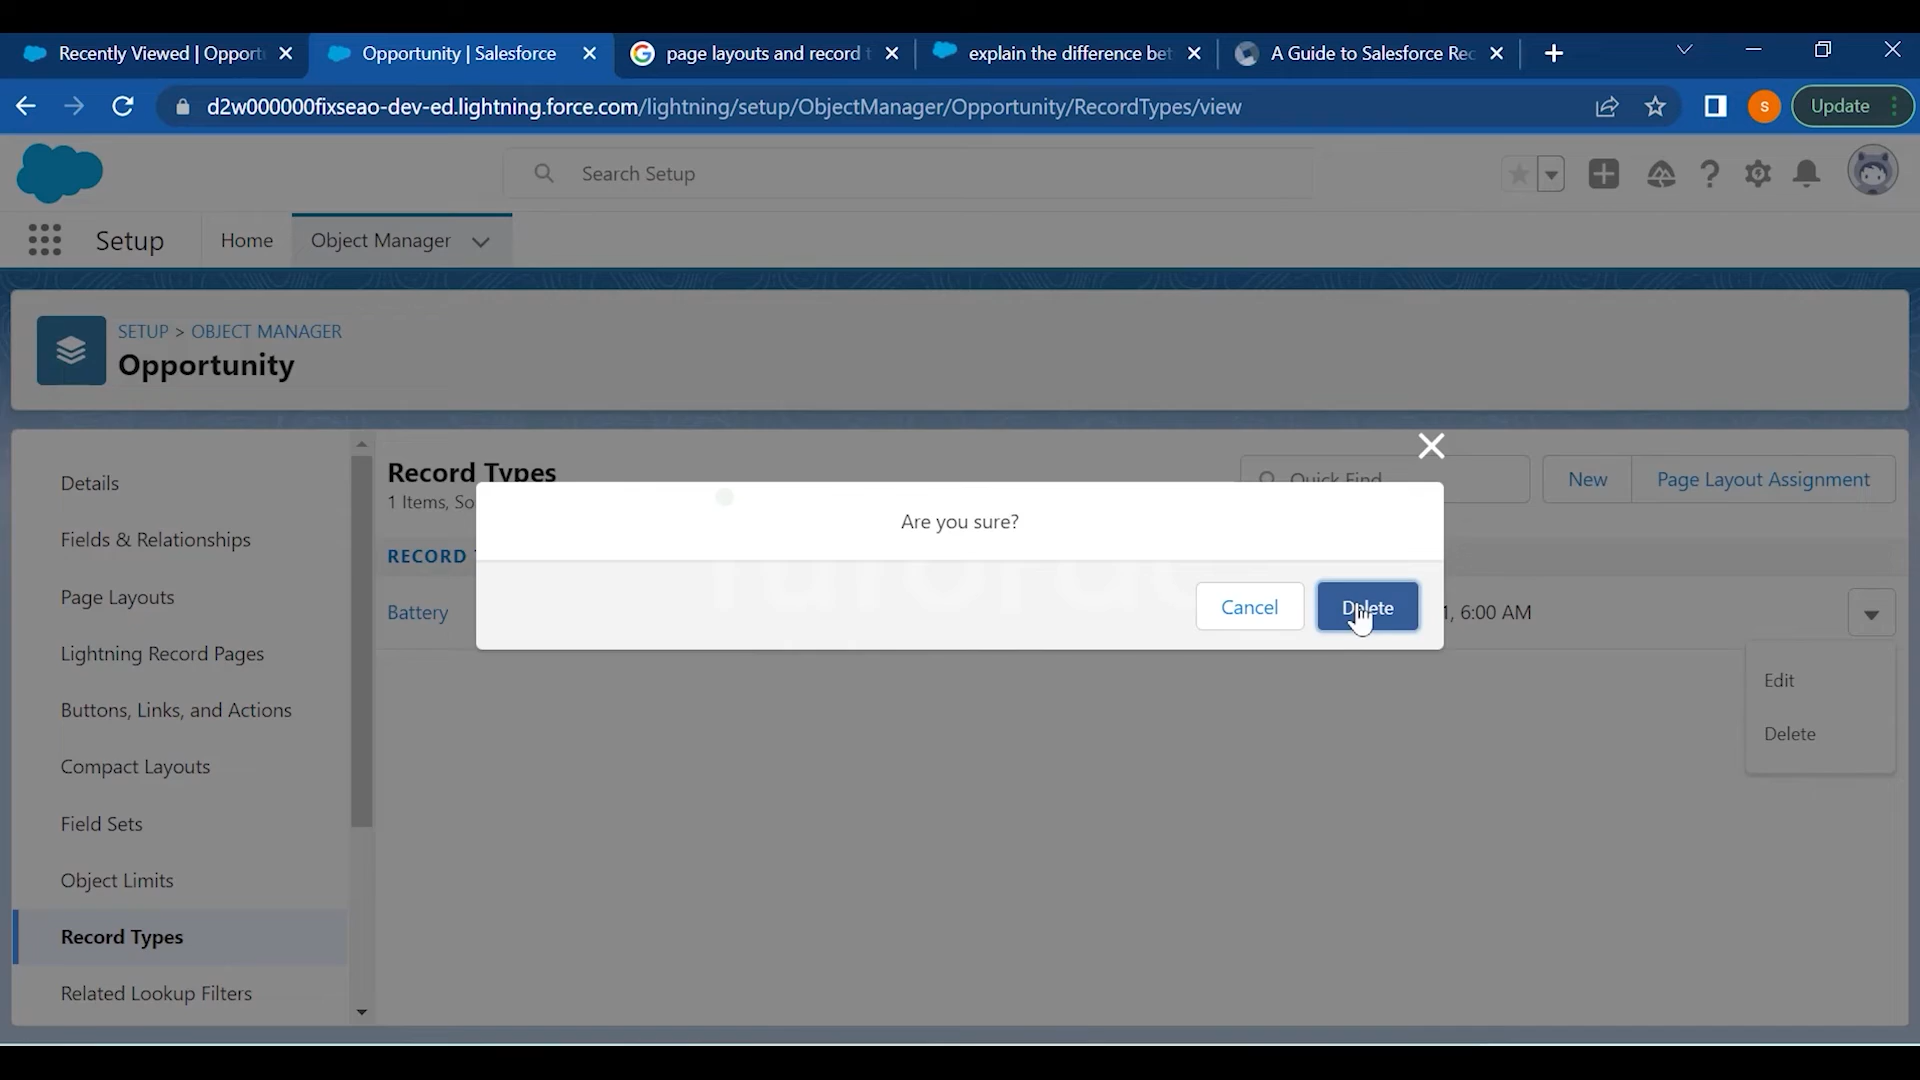 Recently Viewed | Opport
Opportunity | Salesforce
page layouts and record t
explain the difference bet
A Guide to Salesforce Rec
d2w000000fixseao-dev-ed.lightning.force.com/lightning/setup/ObjectManager/Opportunity/RecordTypes/view
S
Update
Search Setup
Setup
Home
Object Manager
SETUP > OBJECT MANAGER
Opportunity
Details
Fields & Relationships
Page Layouts
Lightning Record Pages
Buttons, Links, and Actions
Compact Layouts
Field Sets
Object Limits
Record Types
Related Lookup Filters
Record Types
1 Items, So
Quick Find
New
Page Layout Assignment
RECORD
Battery
1, 6:00 AM
Edit
Delete
Are you sure?
Cancel
Delete